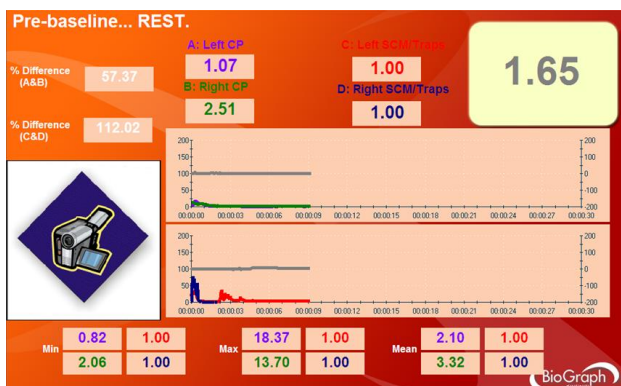 Pre-baseline... REST.
A: Left CP
C: Left SCM/Traps
1.07
1.00
1.65
% Difference
(A&B)
57.37
B: Right CP
D: Right SCM/Traps
2.51
1.00
% Difference
(C&D)
112.02
200 200
150 100
100 0
50 -100
0 -200
00:00:00 00:00:03 00:00:06 00:00:09 00:00:12 00:00:15 00:00:18 00:00:21 00:00:24 00:00:27 00:00:30
200 200
150 100
100 0
50 -100
0 -200
00:00:00 00:00:03 00:00:06 00:00:09 00:00:12 00:00:15 00:00:18 00:00:21 00:00:24 00:00:27 00:00:30
Min 0.82 1.00 Max 18.37 1.00 Mean 2.10 1.00
2.06 1.00 13.70 1.00 3.32 1.00
BioGraph